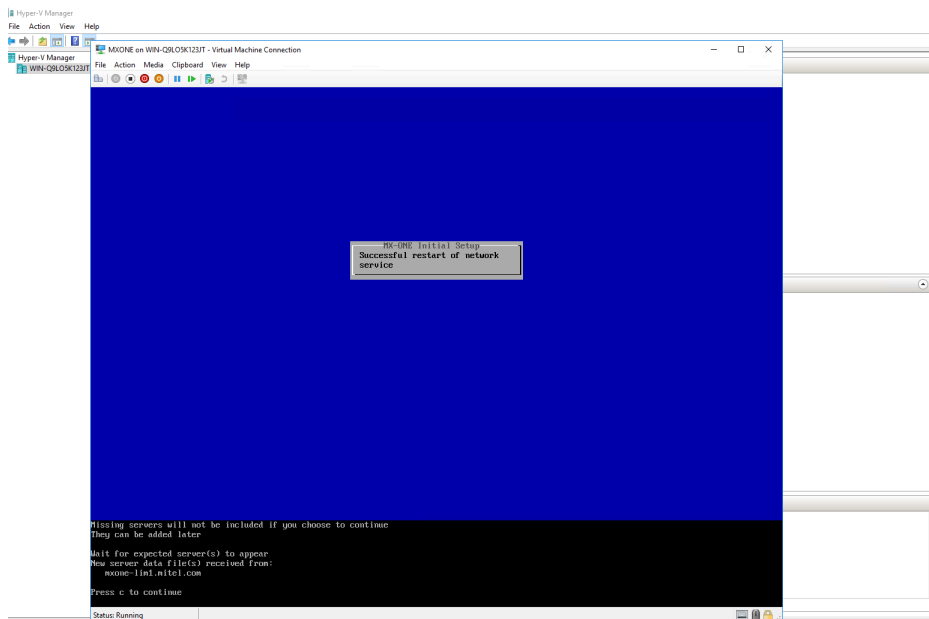 Hyper-V Manager
File Action View Help
Hyper-V Manager
WIN-Q9LO5K123JT
MXONE on WIN-Q9LO5K123JT - Virtual Machine Connection
File Action Media Clipboard View Help
MX-ONE Initial Setup
Successful restart of network
service
Missing servers will not be included if you choose to continue
They can be added later
Wait for expected server(s) to appear
New server data file(s) received from:
mxone-lim1.mitel.com
Press c to continue
Status: Running